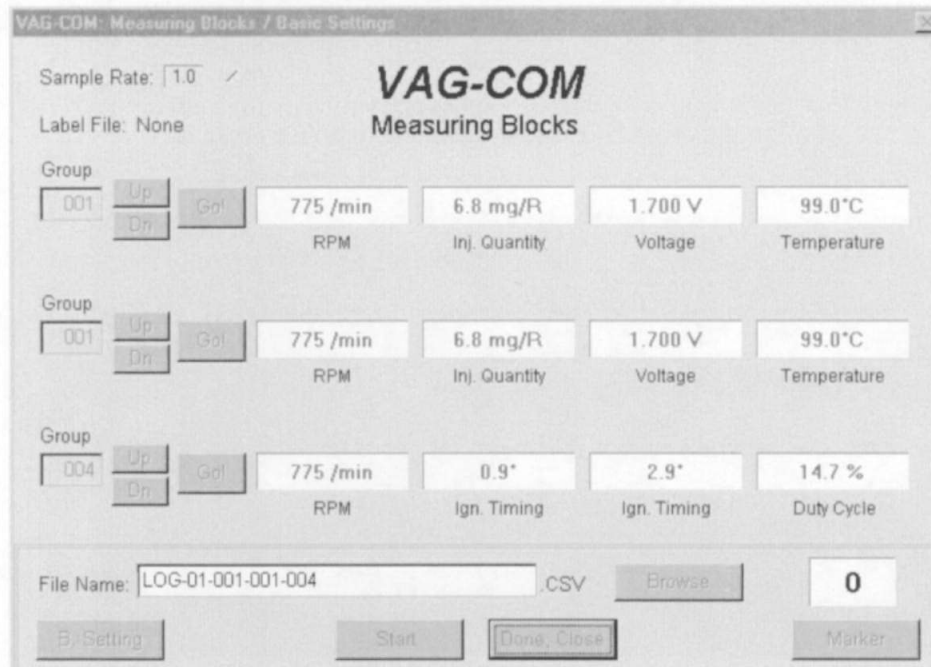 VAG-COM: Measuring Blocks / Basic Settings
Sample Rate: 1.0 /
VAG-COM
Label File: None
Measuring Blocks
Group
001 Up Dn Go! 775 /min 6.8 mg/R 1.700 V 99.0°C
RPM Inj. Quantity Voltage Temperature
Group
001 Up Dn Go! 775 /min 6.8 mg/R 1.700 V 99.0°C
RPM Inj. Quantity Voltage Temperature
Group
004 Up Dn Go! 775 /min 0.9° 2.9° 14.7 %
RPM Ign. Timing Ign. Timing Duty Cycle
File Name: LOG-01-001-001-004 .CSV Browse 0
B. Setting Start Done, Close Marker